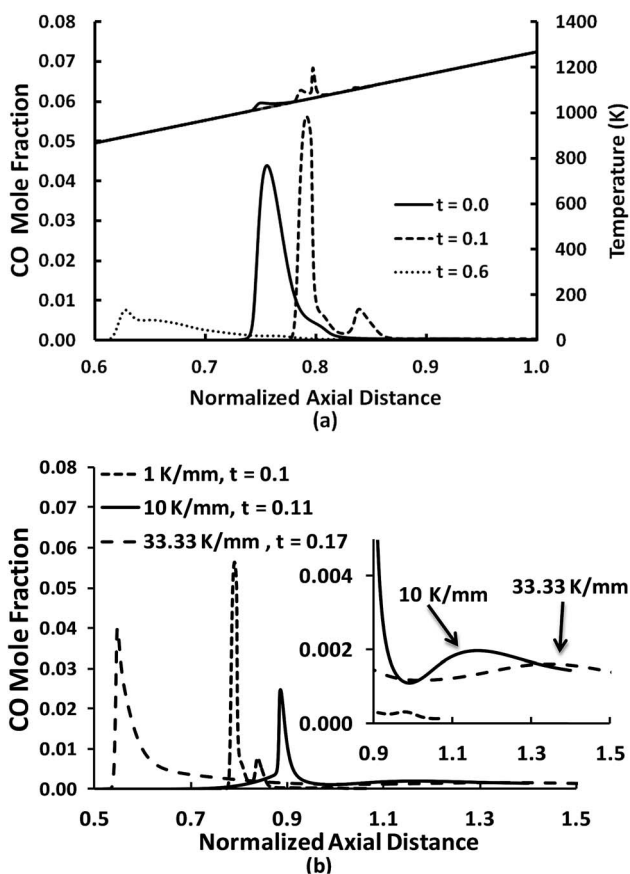 0.08
0.07
0.06
0.05
0.04
0.03
0.02
0.01
0.00
CO Mole Fraction
1400
1200
1000
800
600
400
200
0
Temperature (K)
t = 0.0
t = 0.1
t = 0.6
0.6 0.7 0.8 0.9 1.0
Normalized Axial Distance
(a)
0.08
0.07
0.06
0.05
0.04
0.03
0.02
0.01
0.00
CO Mole Fraction
1 K/mm, t = 0.1
10 K/mm, t = 0.11
33.33 K/mm , t = 0.17
0.004
0.002
0.000
10 K/mm
33.33 K/mm
0.9 1.1 1.3 1.5
0.5 0.7 0.9 1.1 1.3 1.5
Normalized Axial Distance
(b)